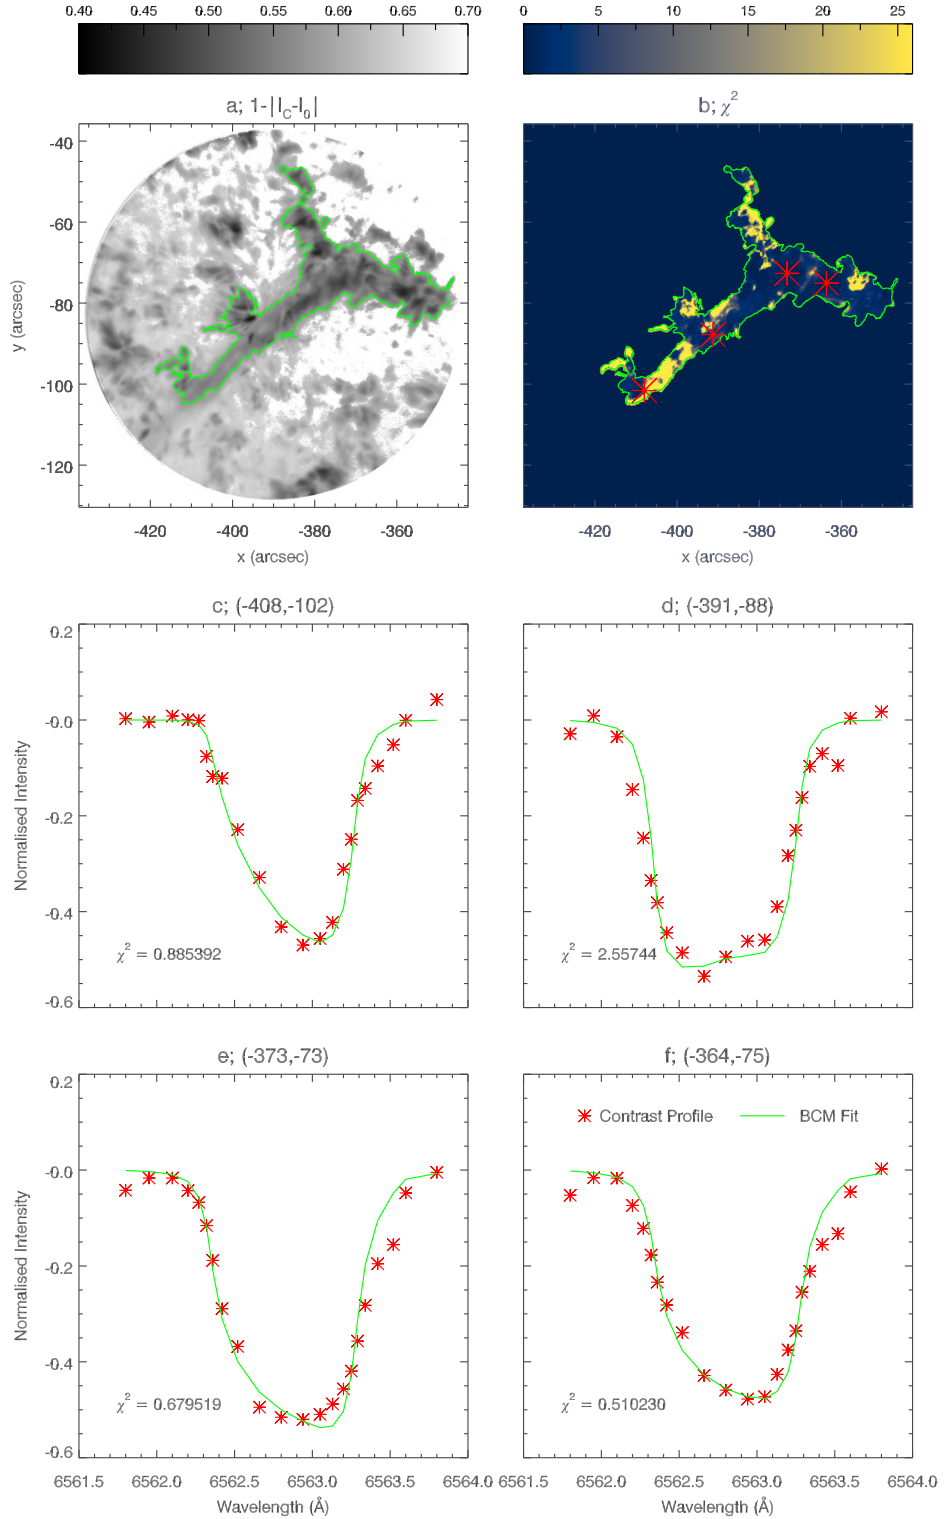 0.40 0.45 0.50 0.55 0.60 0.65 0.70
0 5 10 15 20 25
a; 1-|I_C-I_0|
b; χ²
-40
-60
-80
-100
-120
y (arcsec)
-420 -400 -380 -360
x (arcsec)
-420 -400 -380 -360
x (arcsec)
c; (-408,-102)
d; (-391,-88)
0.2
-0.0
-0.2
-0.4
-0.6
Normalised Intensity
χ² = 0.885392
χ² = 2.55744
e; (-373,-73)
f; (-364,-75)
0.2
-0.0
-0.2
-0.4
-0.6
Normalised Intensity
Contrast Profile
BCM Fit
χ² = 0.679519
χ² = 0.510230
6561.5 6562.0 6562.5 6563.0 6563.5 6564.0
6561.5 6562.0 6562.5 6563.0 6563.5 6564.0
Wavelength (Å)
Wavelength (Å)